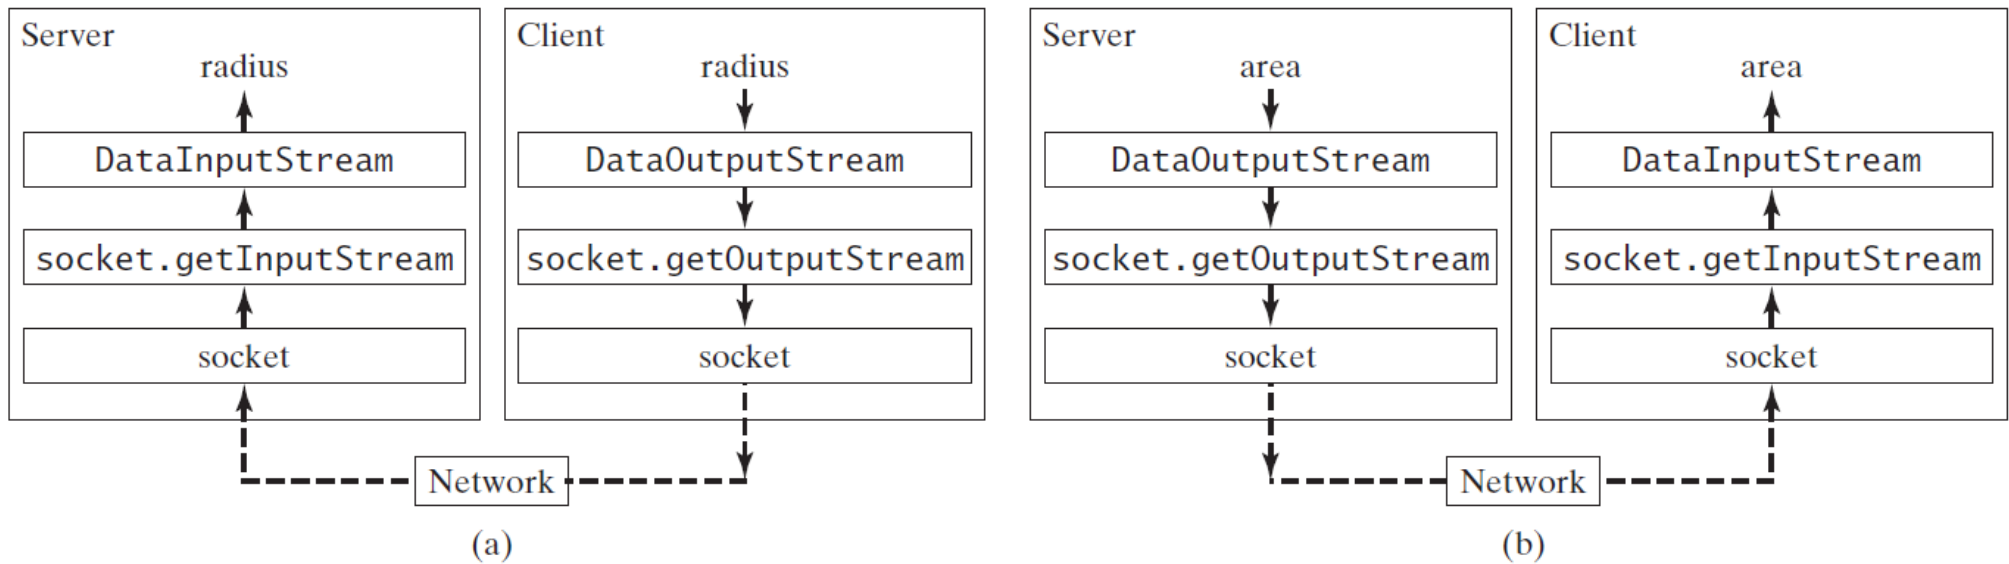 Server
radius
DataInputStream
socket.getInputStream
socket
Client
radius
DataOutputStream
socket.getOutputStream
socket
Network
(a)
Server
area
DataOutputStream
socket.getOutputStream
socket
Client
area
DataInputStream
socket.getInputStream
socket
Network
(b)